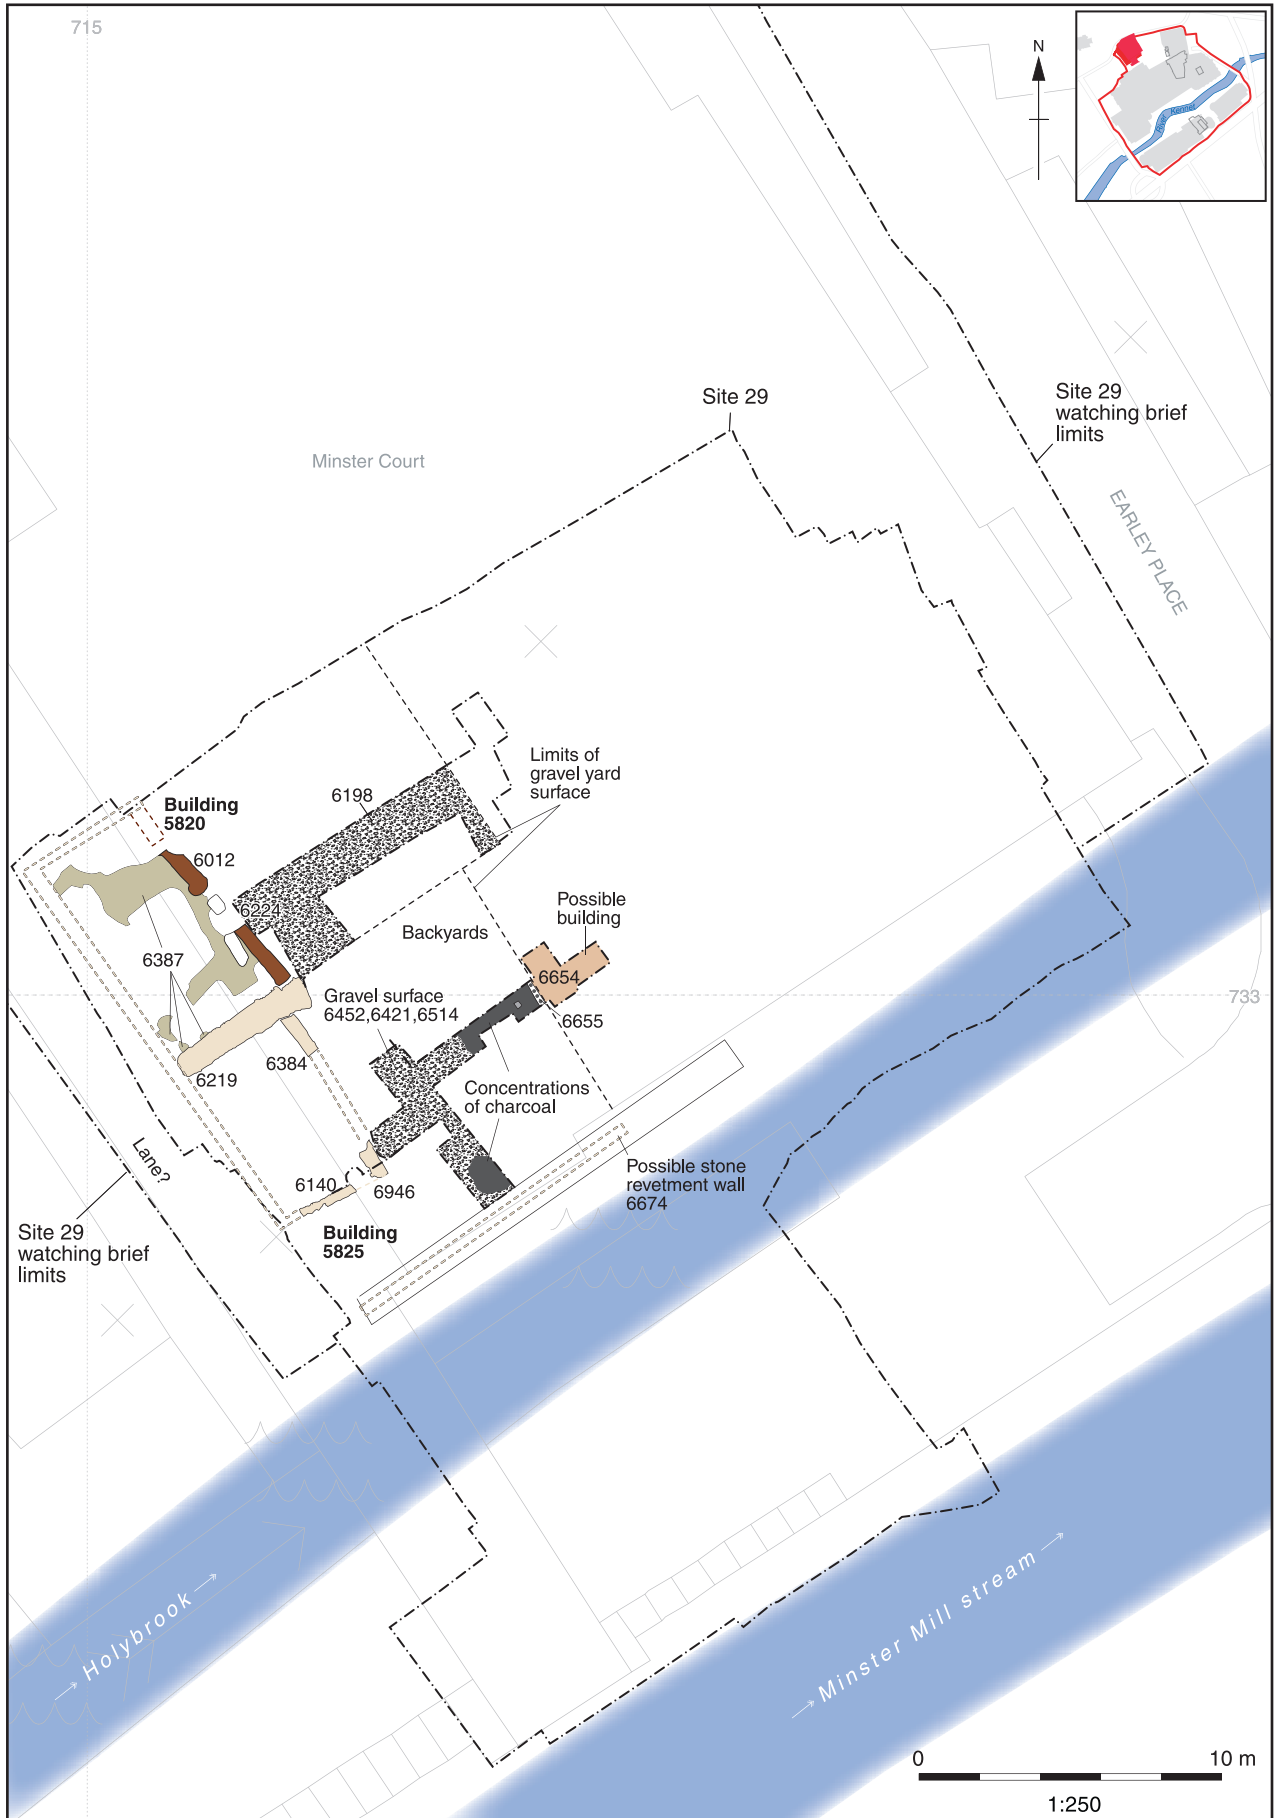 715
N
River Kennet
Site 29
Site 29
watching brief
limits
Minster Court
EARLEY PLACE
Limits of
gravel yard
surface
6198
Building
5820
6012
6224
Possible
building
Backyards
6387
6654
Gravel surface
6452,6421,6514
733
6655
6384
6219
Concentrations
of charcoal
Lane?
Possible stone
revetment wall
6674
6140
6946
Building
5825
Site 29
watching brief
limits
Holybrook
Minster Mill stream
0 10 m
1:250